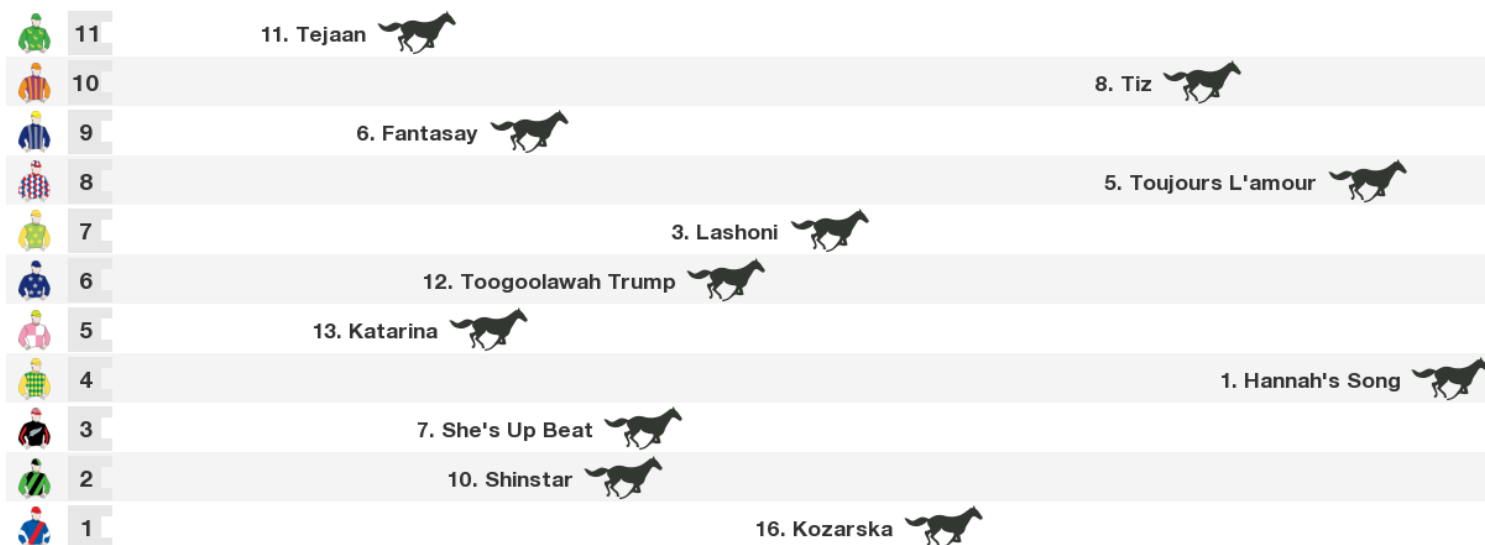 11 11. Tejaan
10 8. Tiz
9 6. Fantasay
8 5. Toujours L'amour
7 3. Lashoni
6 12. Toogoolawah Trump
5 13. Katarina
4 1. Hannah's Song
3 7. She's Up Beat
2 10. Shinstar
1 16. Kozarska